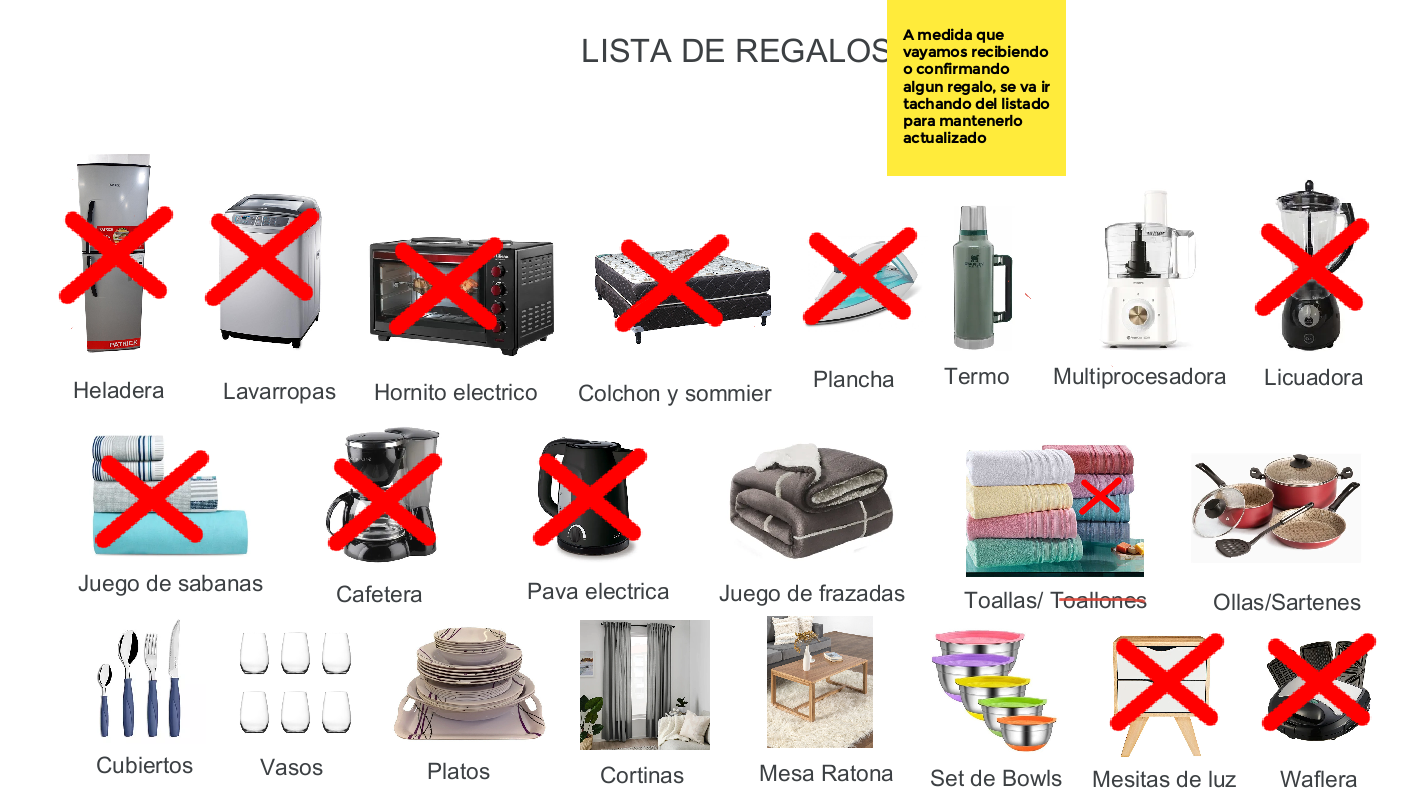 LISTA DE REGALOS
A medida que
vayamos recibiendo
o confirmando
algun regalo, se va ir
tachando del listado
para mantenerlo
actualizado
PATRICK
Heladera
Lavarropas
Hornito electrico
Colchon y sommier
Plancha
Termo
Multiprocesadora
Licuadora
Juego de sabanas
Cafetera
Pava electrica
Juego de frazadas
Toallas/ Toallones
Ollas/Sartenes
Cubiertos
Vasos
Platos
Cortinas
Mesa Ratona
Set de Bowls
Mesitas de luz
Waflera